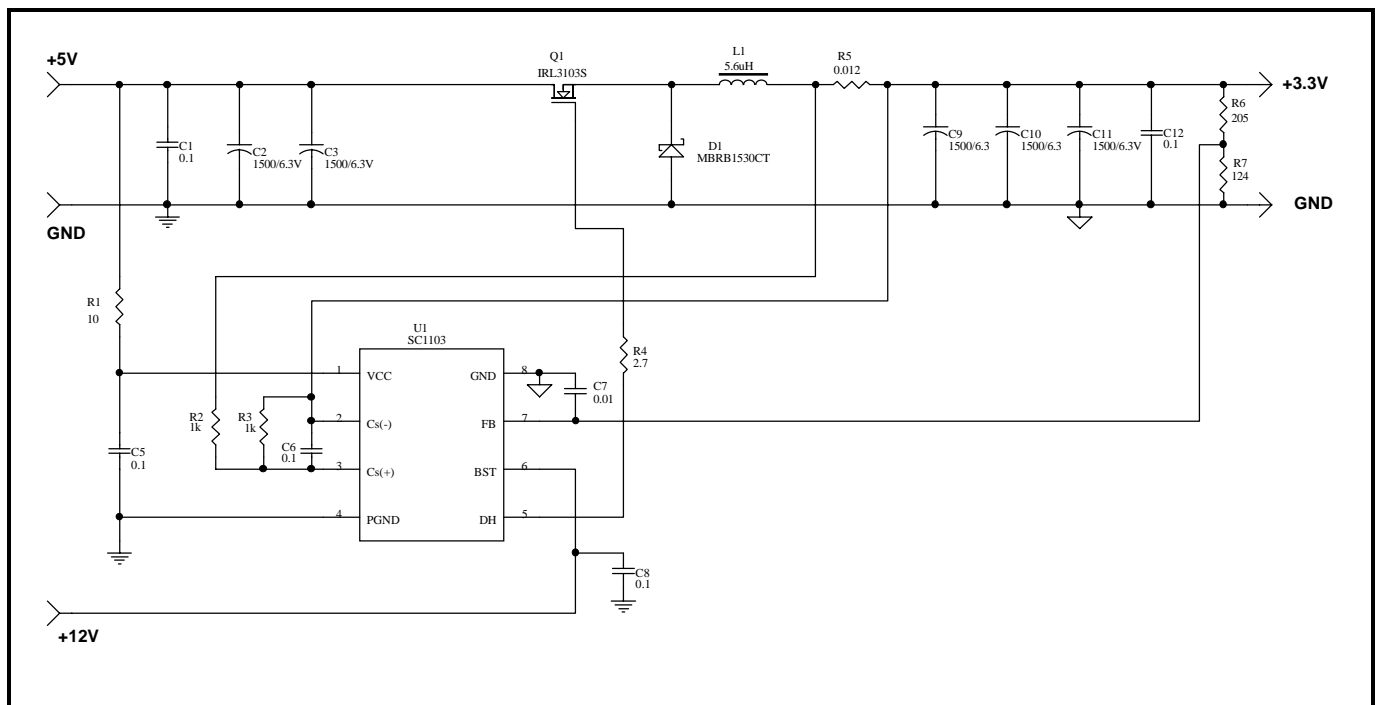 +5V
Q1
IRL3103S
L1
5.6uH
R5
0.012
+3.3V
R6
205
C1
0.1
C2
1500/6.3V
C3
1500/6.3V
D1
MBRB1530CT
C9
1500/6.3
C10
1500/6.3
C11
1500/6.3V
C12
0.1
R7
124
GND
GND
R1
10
U1
SC1103
R4
2.7
1
VCC
GND
8
C7
0.01
R2
1k
R3
1k
2
Cs(-)
FB
7
C6
0.1
C5
0.1
3
Cs(+)
BST
6
4
PGND
DH
5
C8
0.1
+12V